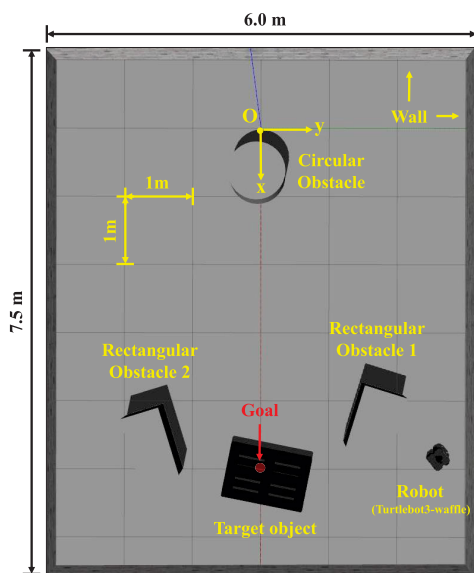 6.0 m
Wall
O
y
Circular
Obstacle
x
1m
1m
7.5 m
Rectangular
Obstacle 1
Rectangular
Obstacle 2
Goal
Robot
(Turtlebot3-waffle)
Target object